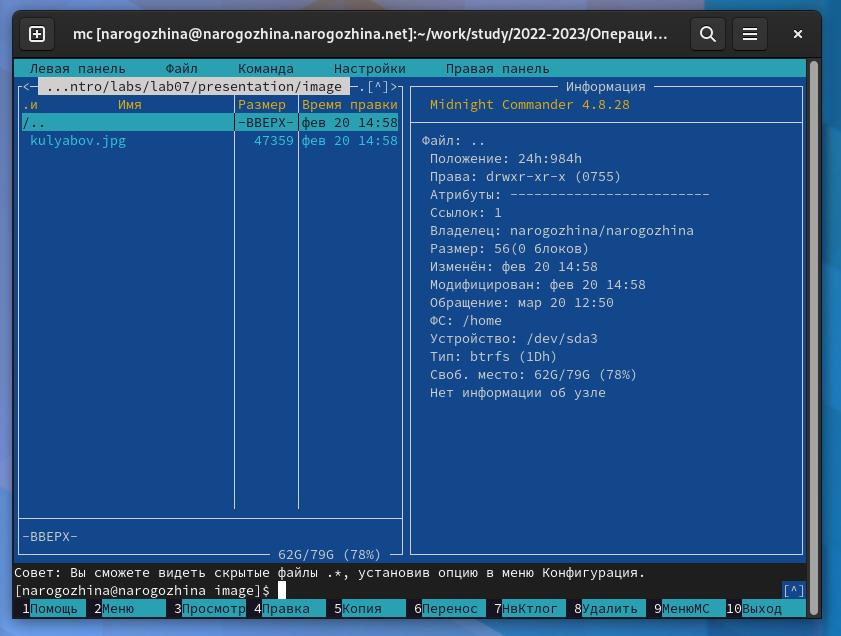 mc [narogozhina@narogozhina.narogozhina.net]:~/work/study/2022-2023/Операци...
Левая панель Файл Команда Настройки Правая панель
<— ...ntro/labs/lab07/presentation/image —.[^]>
.и Имя Размер Время правки
/.. -ВВЕРХ- фев 20 14:58
kulyabov.jpg 47359 фев 20 14:58
-ВВЕРХ-
62G/79G (78%)
Информация
Midnight Commander 4.8.28
Файл: ..
Положение: 24h:984h
Права: drwxr-xr-x (0755)
Атрибуты: -------------------------
Ссылок: 1
Владелец: narogozhina/narogozhina
Размер: 56(0 блоков)
Изменён: фев 20 14:58
Модифицирован: фев 20 14:58
Обращение: мар 20 12:50
ФС: /home
Устройство: /dev/sda3
Тип: btrfs (1Dh)
Своб. место: 62G/79G (78%)
Нет информации об узле
Совет: Вы сможете видеть скрытые файлы .*, установив опцию в меню Конфигурация.
[narogozhina@narogozhina image]$ [^]
1Помощь 2Меню 3Просмотр 4Правка 5Копия 6Перенос 7НвКтлог 8Удалить 9МенюМС 10Выход